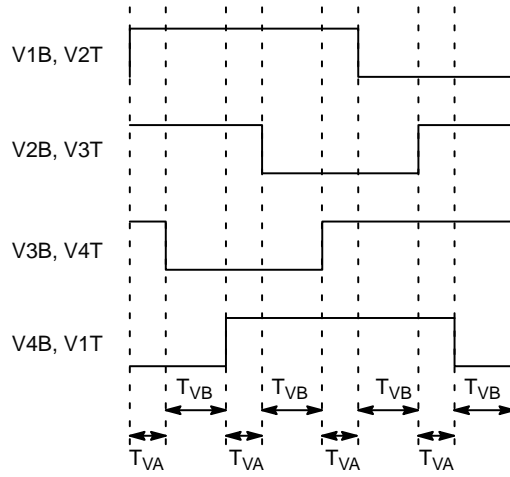 V1B, V2T
V2B, V3T
V3B, V4T
V4B, V1T
TVB TVB TVB TVB
TVA TVA TVA TVA